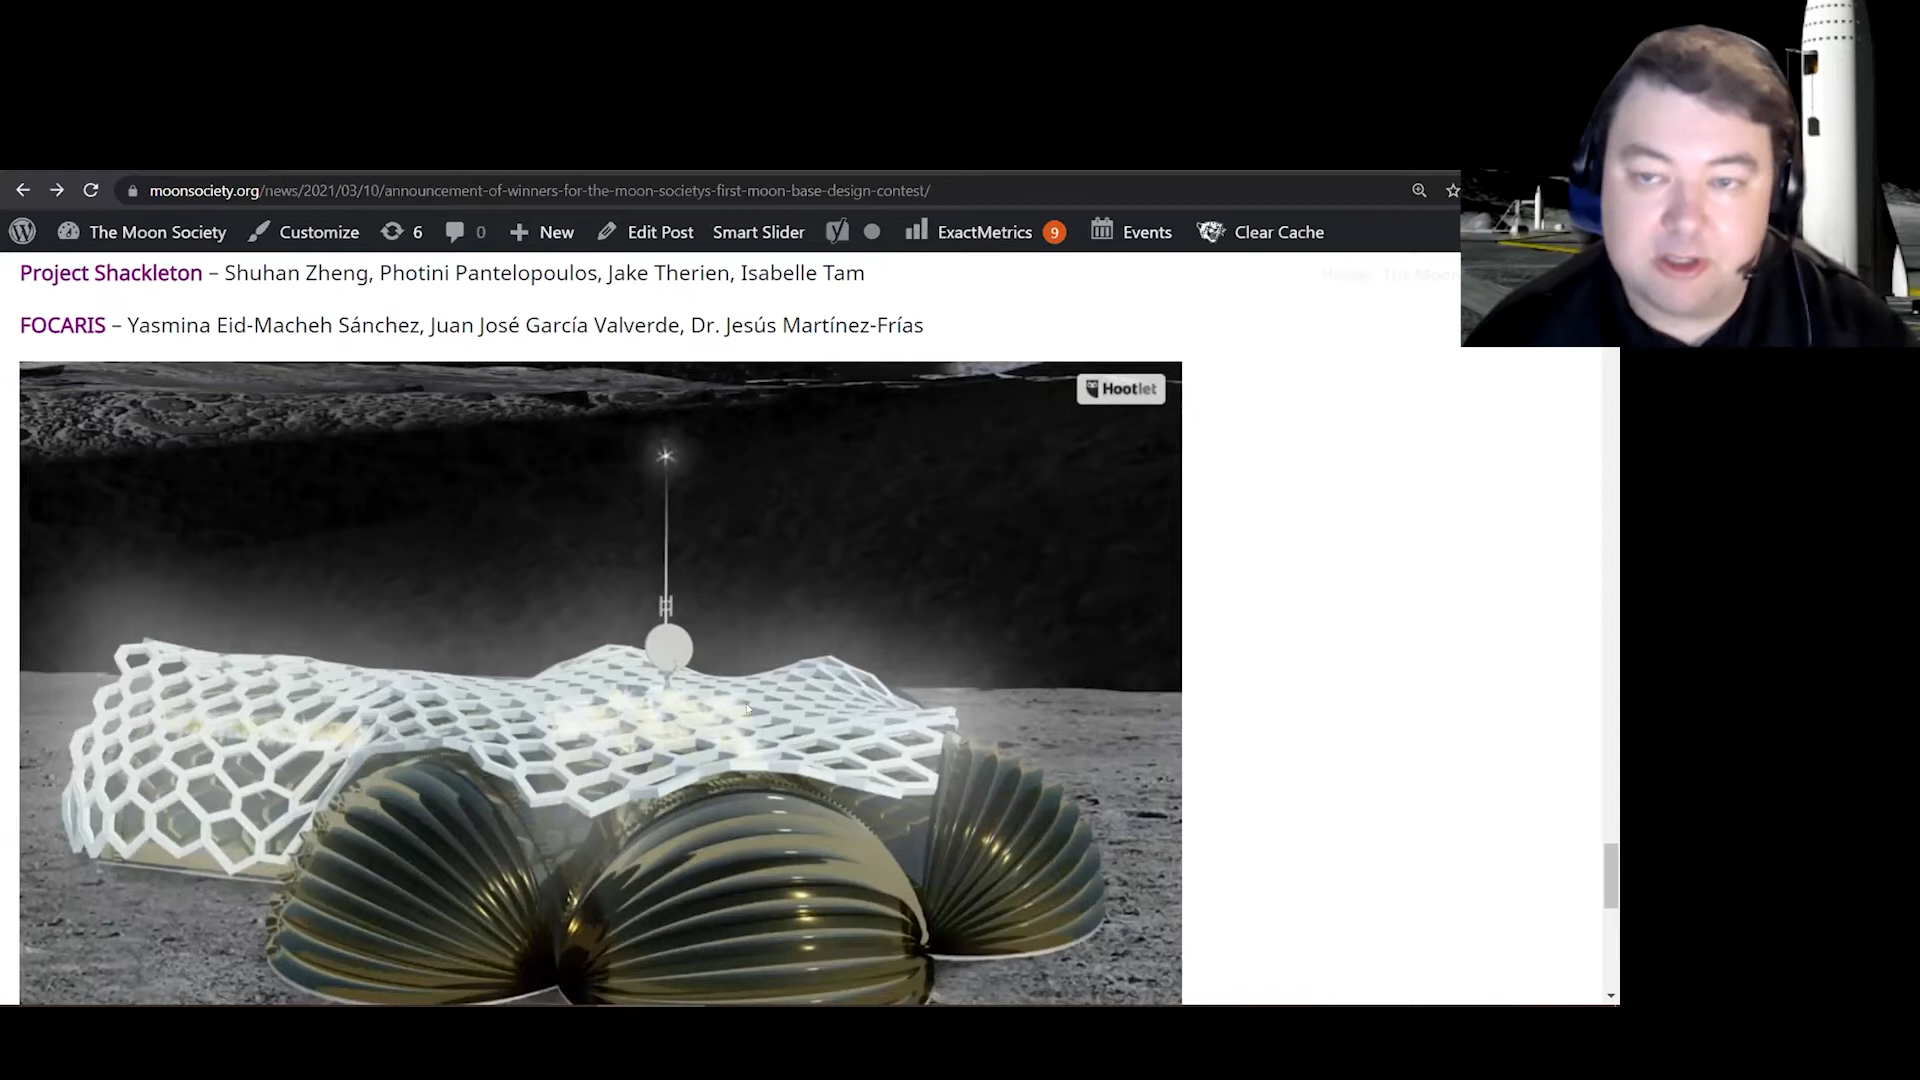 moonsociety.org/news/2021/03/10/announcement-of-winners-for-the-moon-societys-first-moon-base-design-contest/
The Moon Society Customize 6 0 New Edit Post Smart Slider ExactMetrics 9 Events Clear Cache
Project Shackleton – Shuhan Zheng, Photini Pantelopoulos, Jake Therien, Isabelle Tam
FOCARIS – Yasmina Eid-Macheh Sánchez, Juan José García Valverde, Dr. Jesús Martínez-Frías
Hootlet